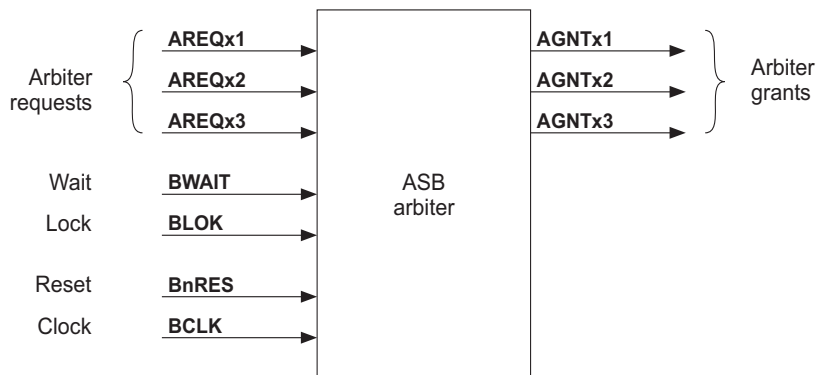 AREQx1
AREQx2
AREQx3
Arbiter
requests
Wait BWAIT
Lock BLOK
Reset BnRES
Clock BCLK
ASB
arbiter
AGNTx1
AGNTx2
AGNTx3
Arbiter
grants